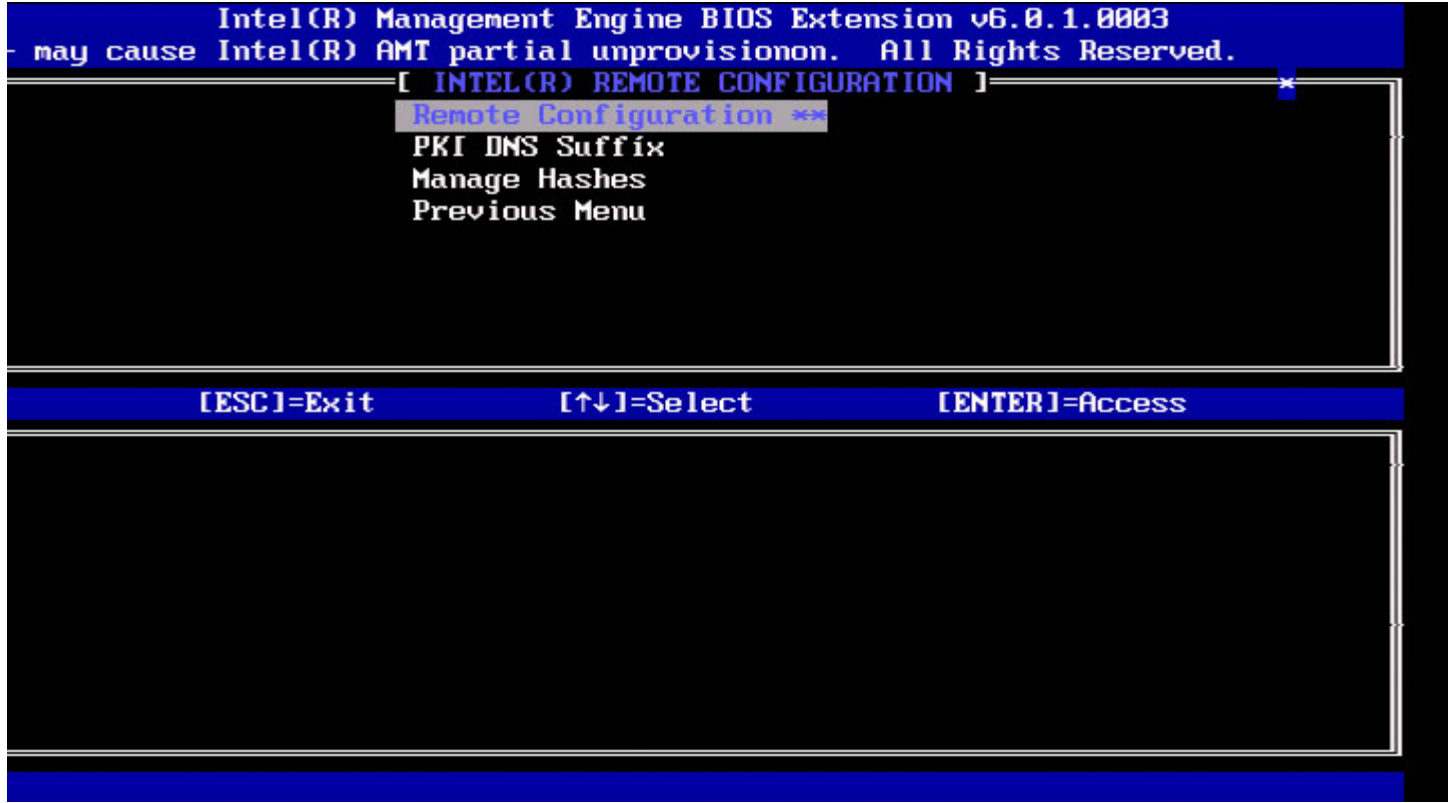 Intel(R) Management Engine BIOS Extension v6.0.1.0003
- may cause Intel(R) AMT partial unprovisionon. All Rights Reserved.
[ INTEL(R) REMOTE CONFIGURATION ] *
Remote Configuration **
PKI DNS Suffíx
Manage Hashes
Previous Menu
[ESC]=Exit [↑↓]=Select [ENTER]=Access